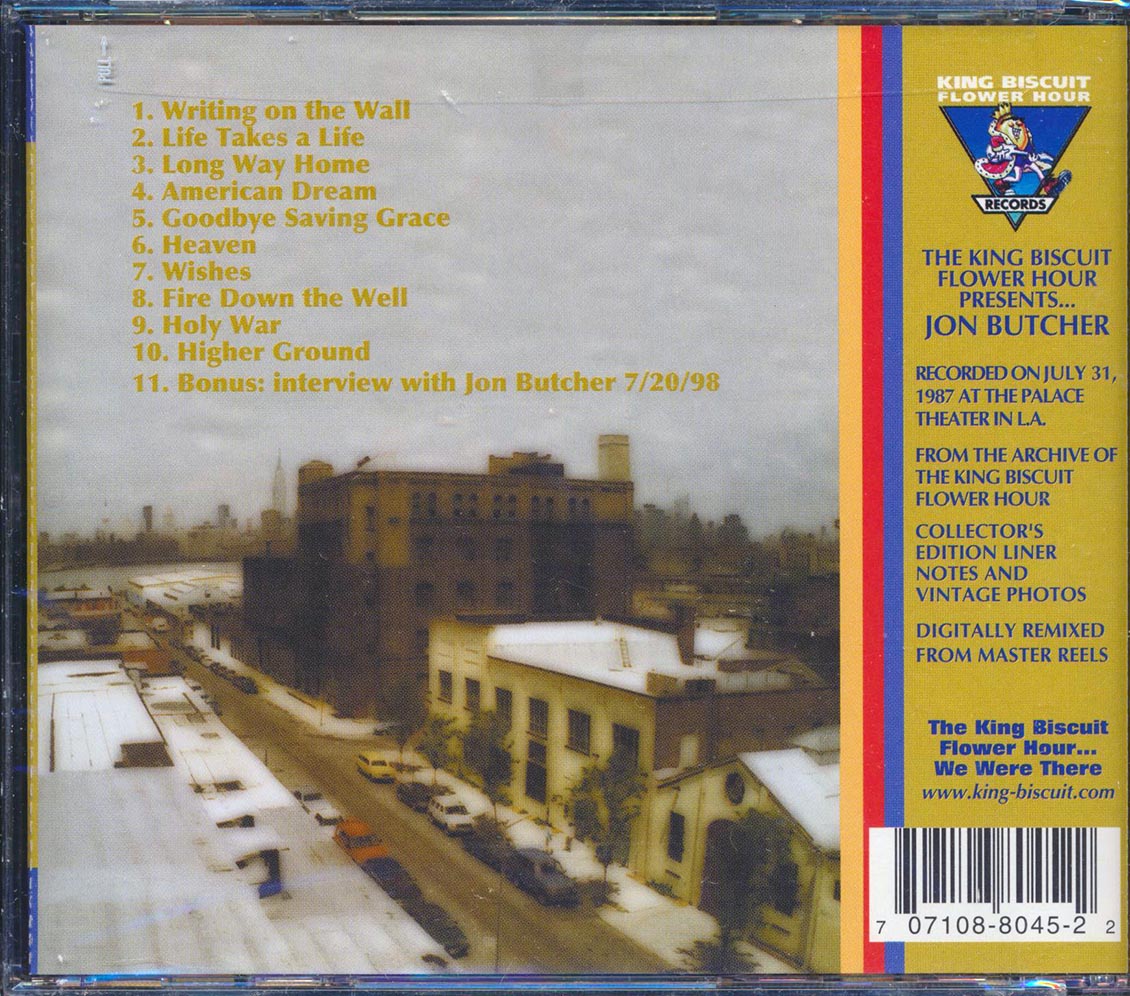 PULL
1. Writing on the Wall
2. Life Takes a Life
3. Long Way Home
4. American Dream
5. Goodbye Saving Grace
6. Heaven
7. Wishes
8. Fire Down the Well
9. Holy War
10. Higher Ground
11. Bonus: interview with Jon Butcher 7/20/98
KING BISCUIT
FLOWER HOUR
RECORDS
THE KING BISCUIT
FLOWER HOUR
PRESENTS...
JON BUTCHER
RECORDED ON JULY 31,
1987 AT THE PALACE
THEATER IN L.A.
FROM THE ARCHIVE OF
THE KING BISCUIT
FLOWER HOUR
COLLECTOR'S
EDITION LINER
NOTES AND
VINTAGE PHOTOS
DIGITALLY REMIXED
FROM MASTER REELS
The King Biscuit
Flower Hour...
We Were There
www.king-biscuit.com
7 07108-8045-2 2